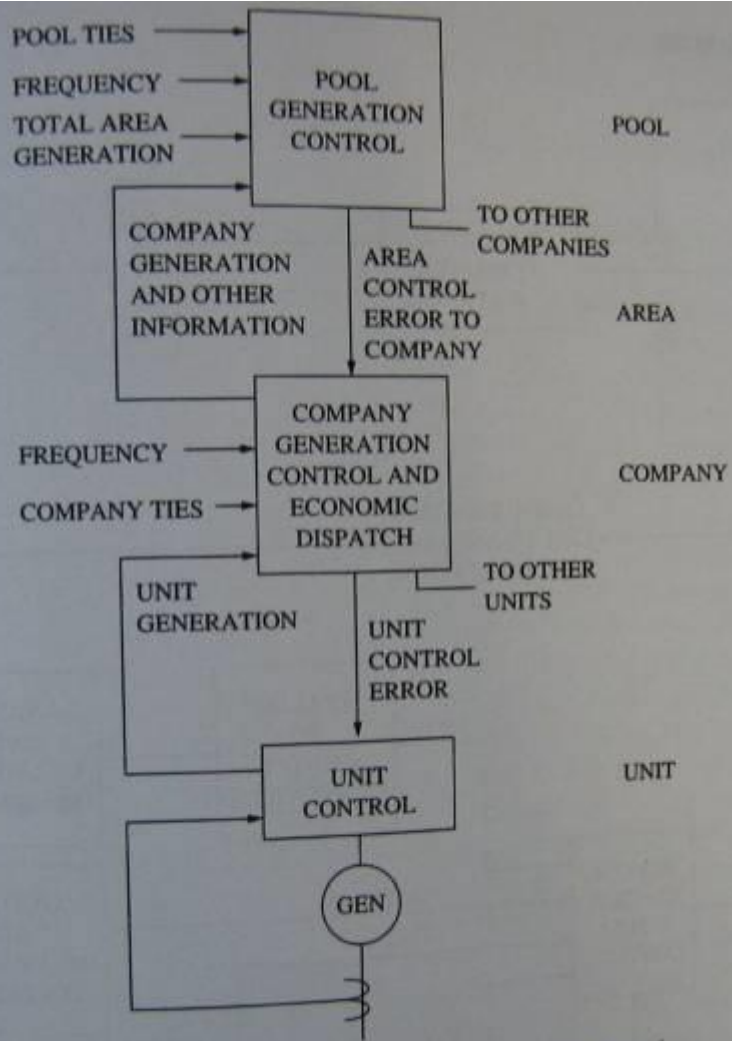 POOL TIES
FREQUENCY
TOTAL AREA
GENERATION
POOL
GENERATION
CONTROL
POOL
TO OTHER
COMPANIES
COMPANY
GENERATION
AND OTHER
INFORMATION
AREA
CONTROL
ERROR TO
COMPANY
AREA
FREQUENCY
COMPANY TIES
COMPANY
GENERATION
CONTROL AND
ECONOMIC
DISPATCH
COMPANY
TO OTHER
UNITS
UNIT
GENERATION
UNIT
CONTROL
ERROR
UNIT
CONTROL
UNIT
GEN